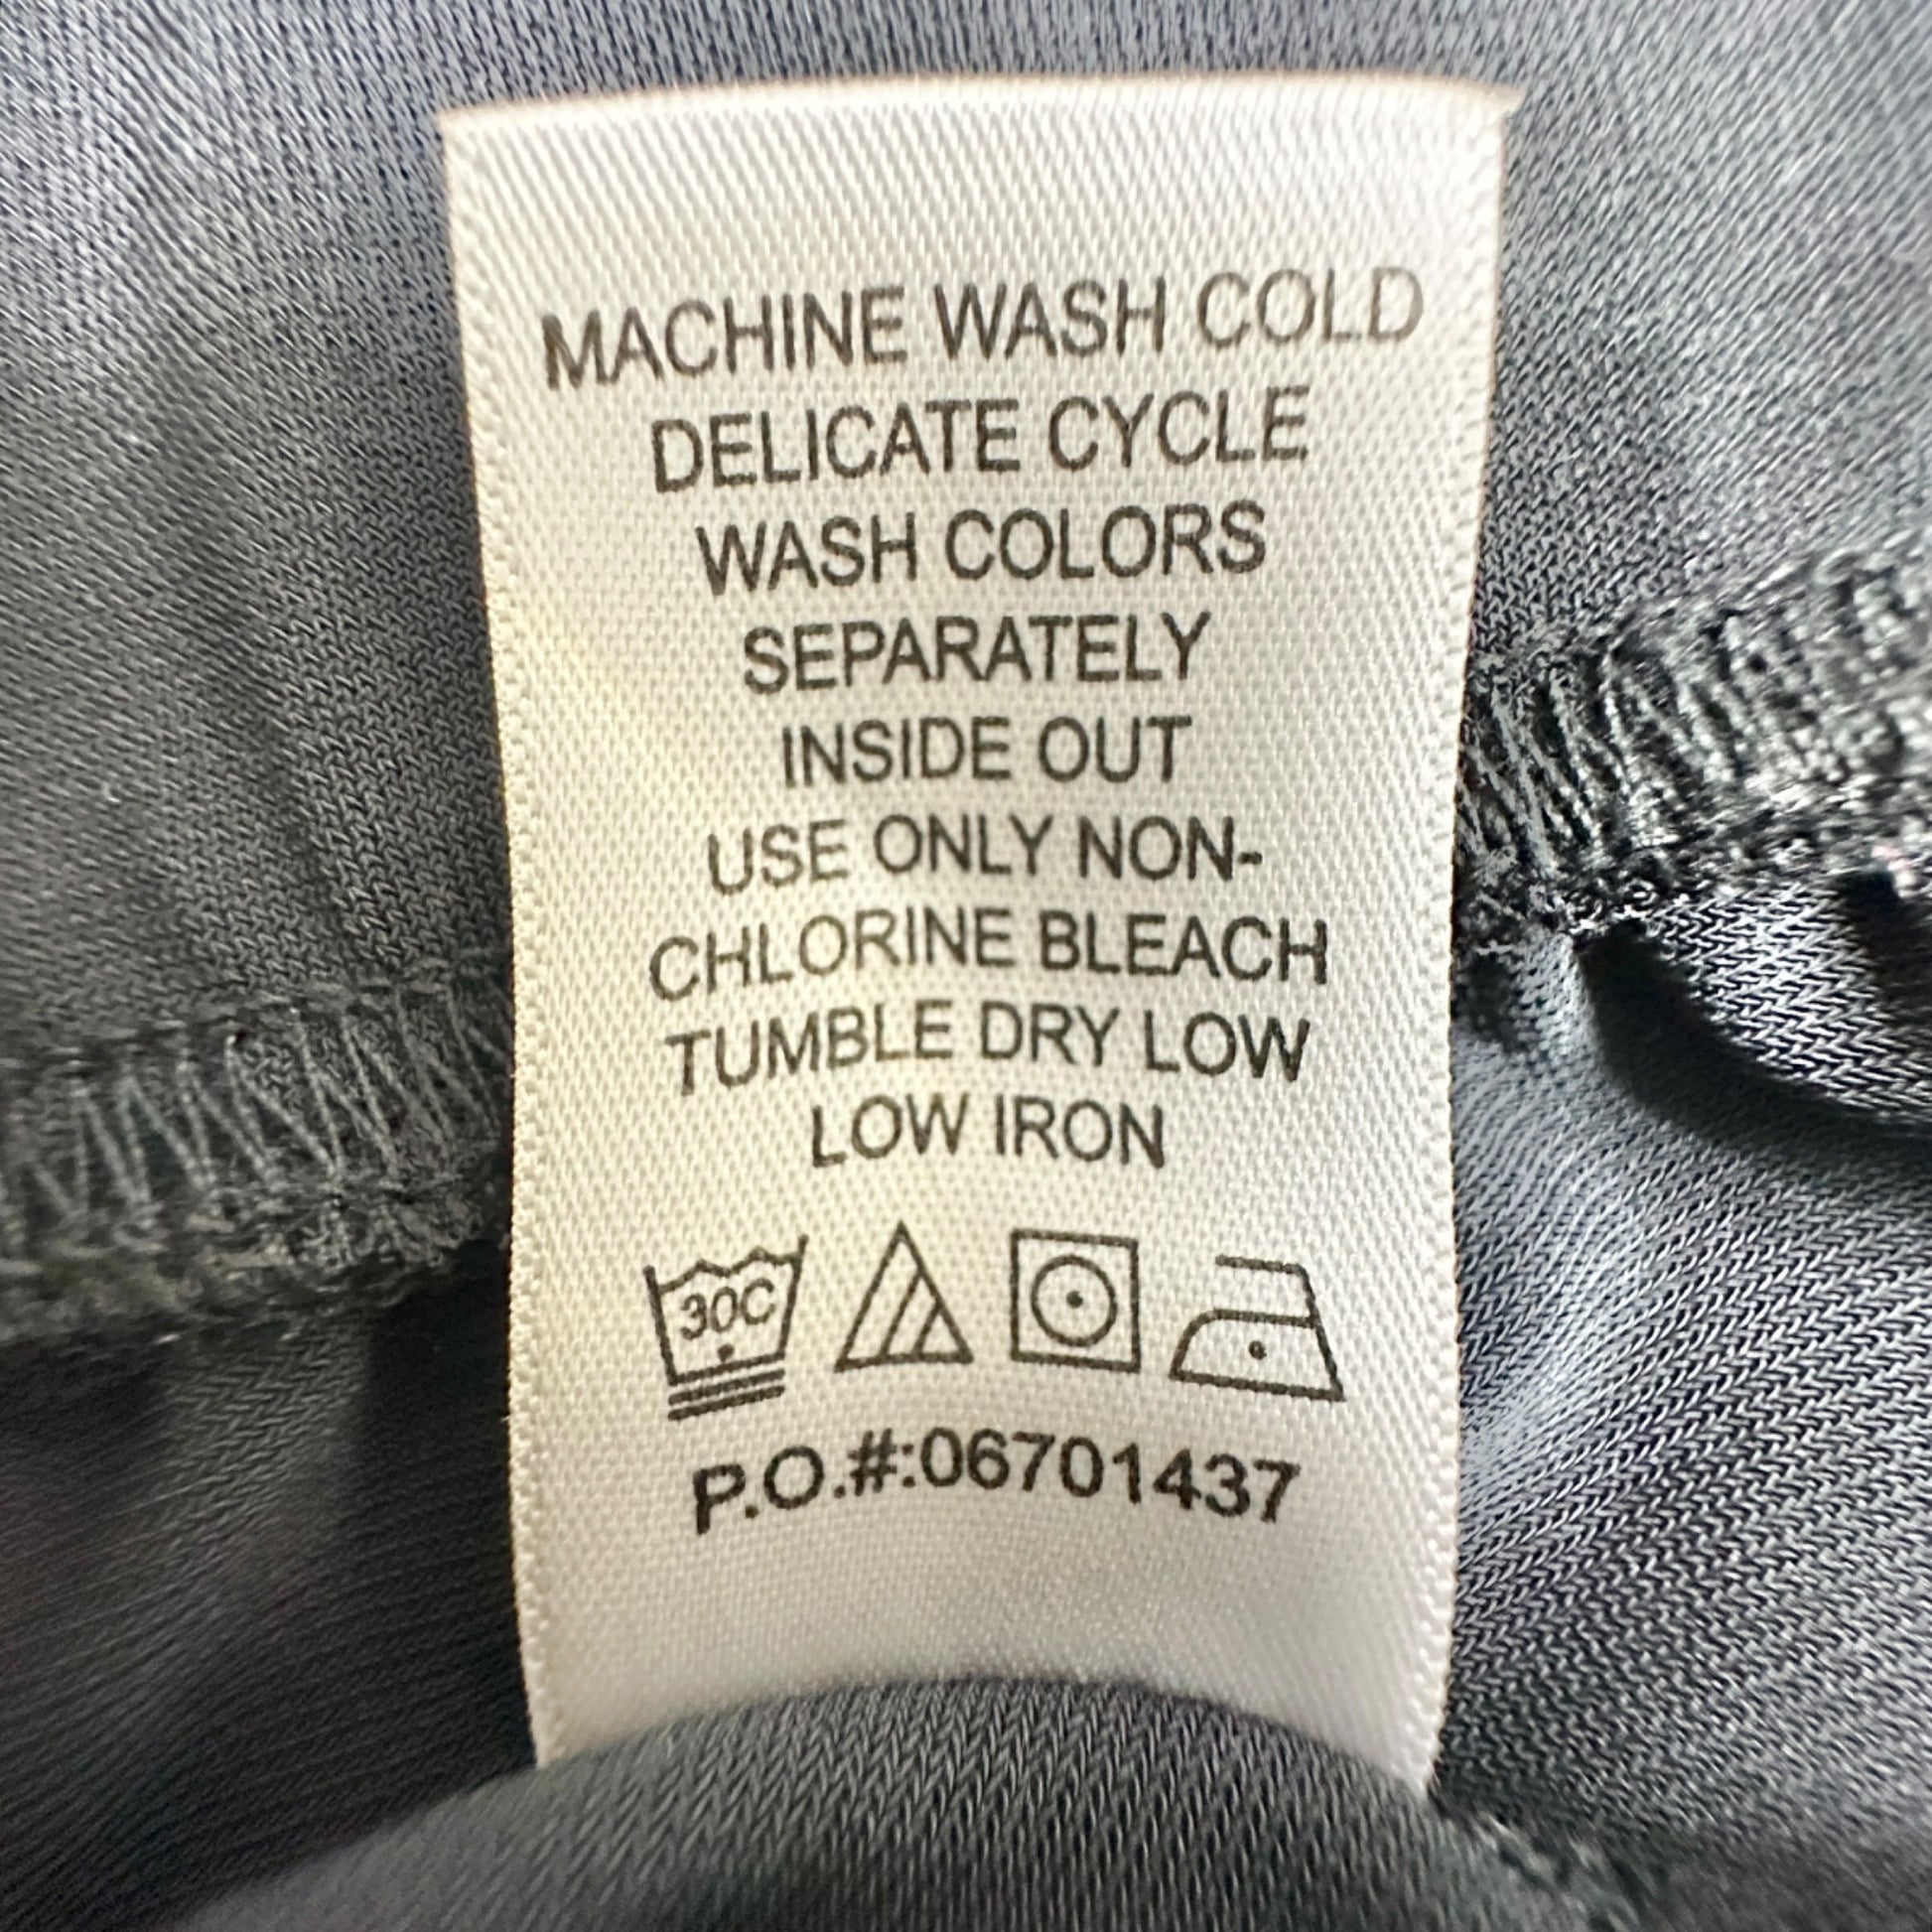 MACHINE WASH COLD
DELICATE CYCLE
WASH COLORS
SEPARATELY
INSIDE OUT
USE ONLY NON-
CHLORINE BLEACH
TUMBLE DRY LOW
LOW IRON
30C
P.O.#:06701437